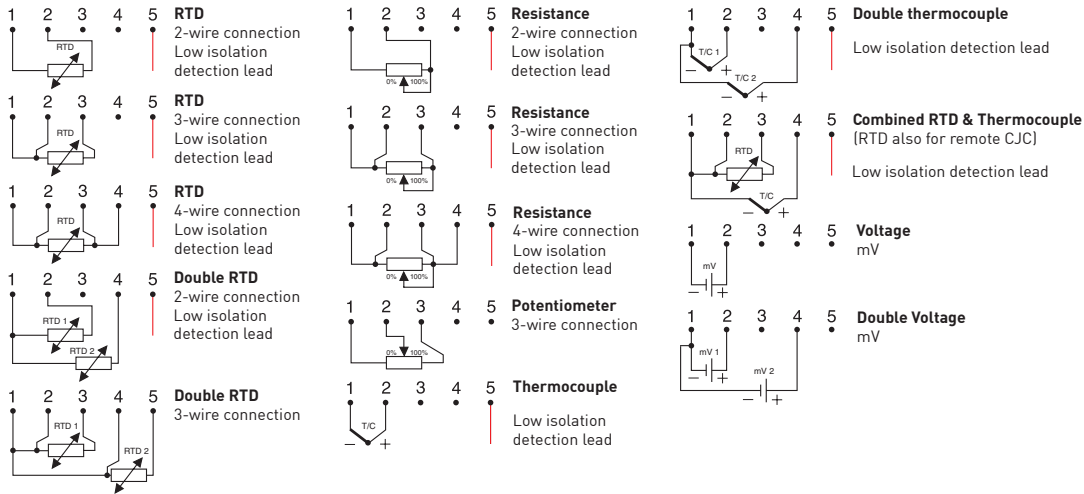 1 2 3 4 5 RTD
2-wire connection
Low isolation
detection lead
RTD
1 2 3 4 5 RTD
3-wire connection
Low isolation
detection lead
RTD
1 2 3 4 5 RTD
4-wire connection
Low isolation
detection lead
RTD
1 2 3 4 5 Double RTD
2-wire connection
Low isolation
detection lead
RTD 1
RTD 2
1 2 3 4 5 Double RTD
3-wire connection
RTD 1
RTD 2
1 2 3 4 5 Resistance
2-wire connection
Low isolation
detection lead
0% 100%
1 2 3 4 5 Resistance
3-wire connection
Low isolation
detection lead
0% 100%
1 2 3 4 5 Resistance
4-wire connection
Low isolation
detection lead
0% 100%
1 2 3 4 5 Potentiometer
3-wire connection
0% 100%
1 2 3 4 5 Thermocouple
Low isolation
detection lead
T/C
− +
1 2 3 4 5 Double thermocouple
Low isolation detection lead
T/C 1
− +
T/C 2
− +
1 2 3 4 5 Combined RTD & Thermocouple
(RTD also for remote CJC)
Low isolation detection lead
RTD
T/C
− +
1 2 3 4 5 Voltage
mV
mV
− +
1 2 3 4 5 Double Voltage
mV
mV 1
− +
mV 2
− +